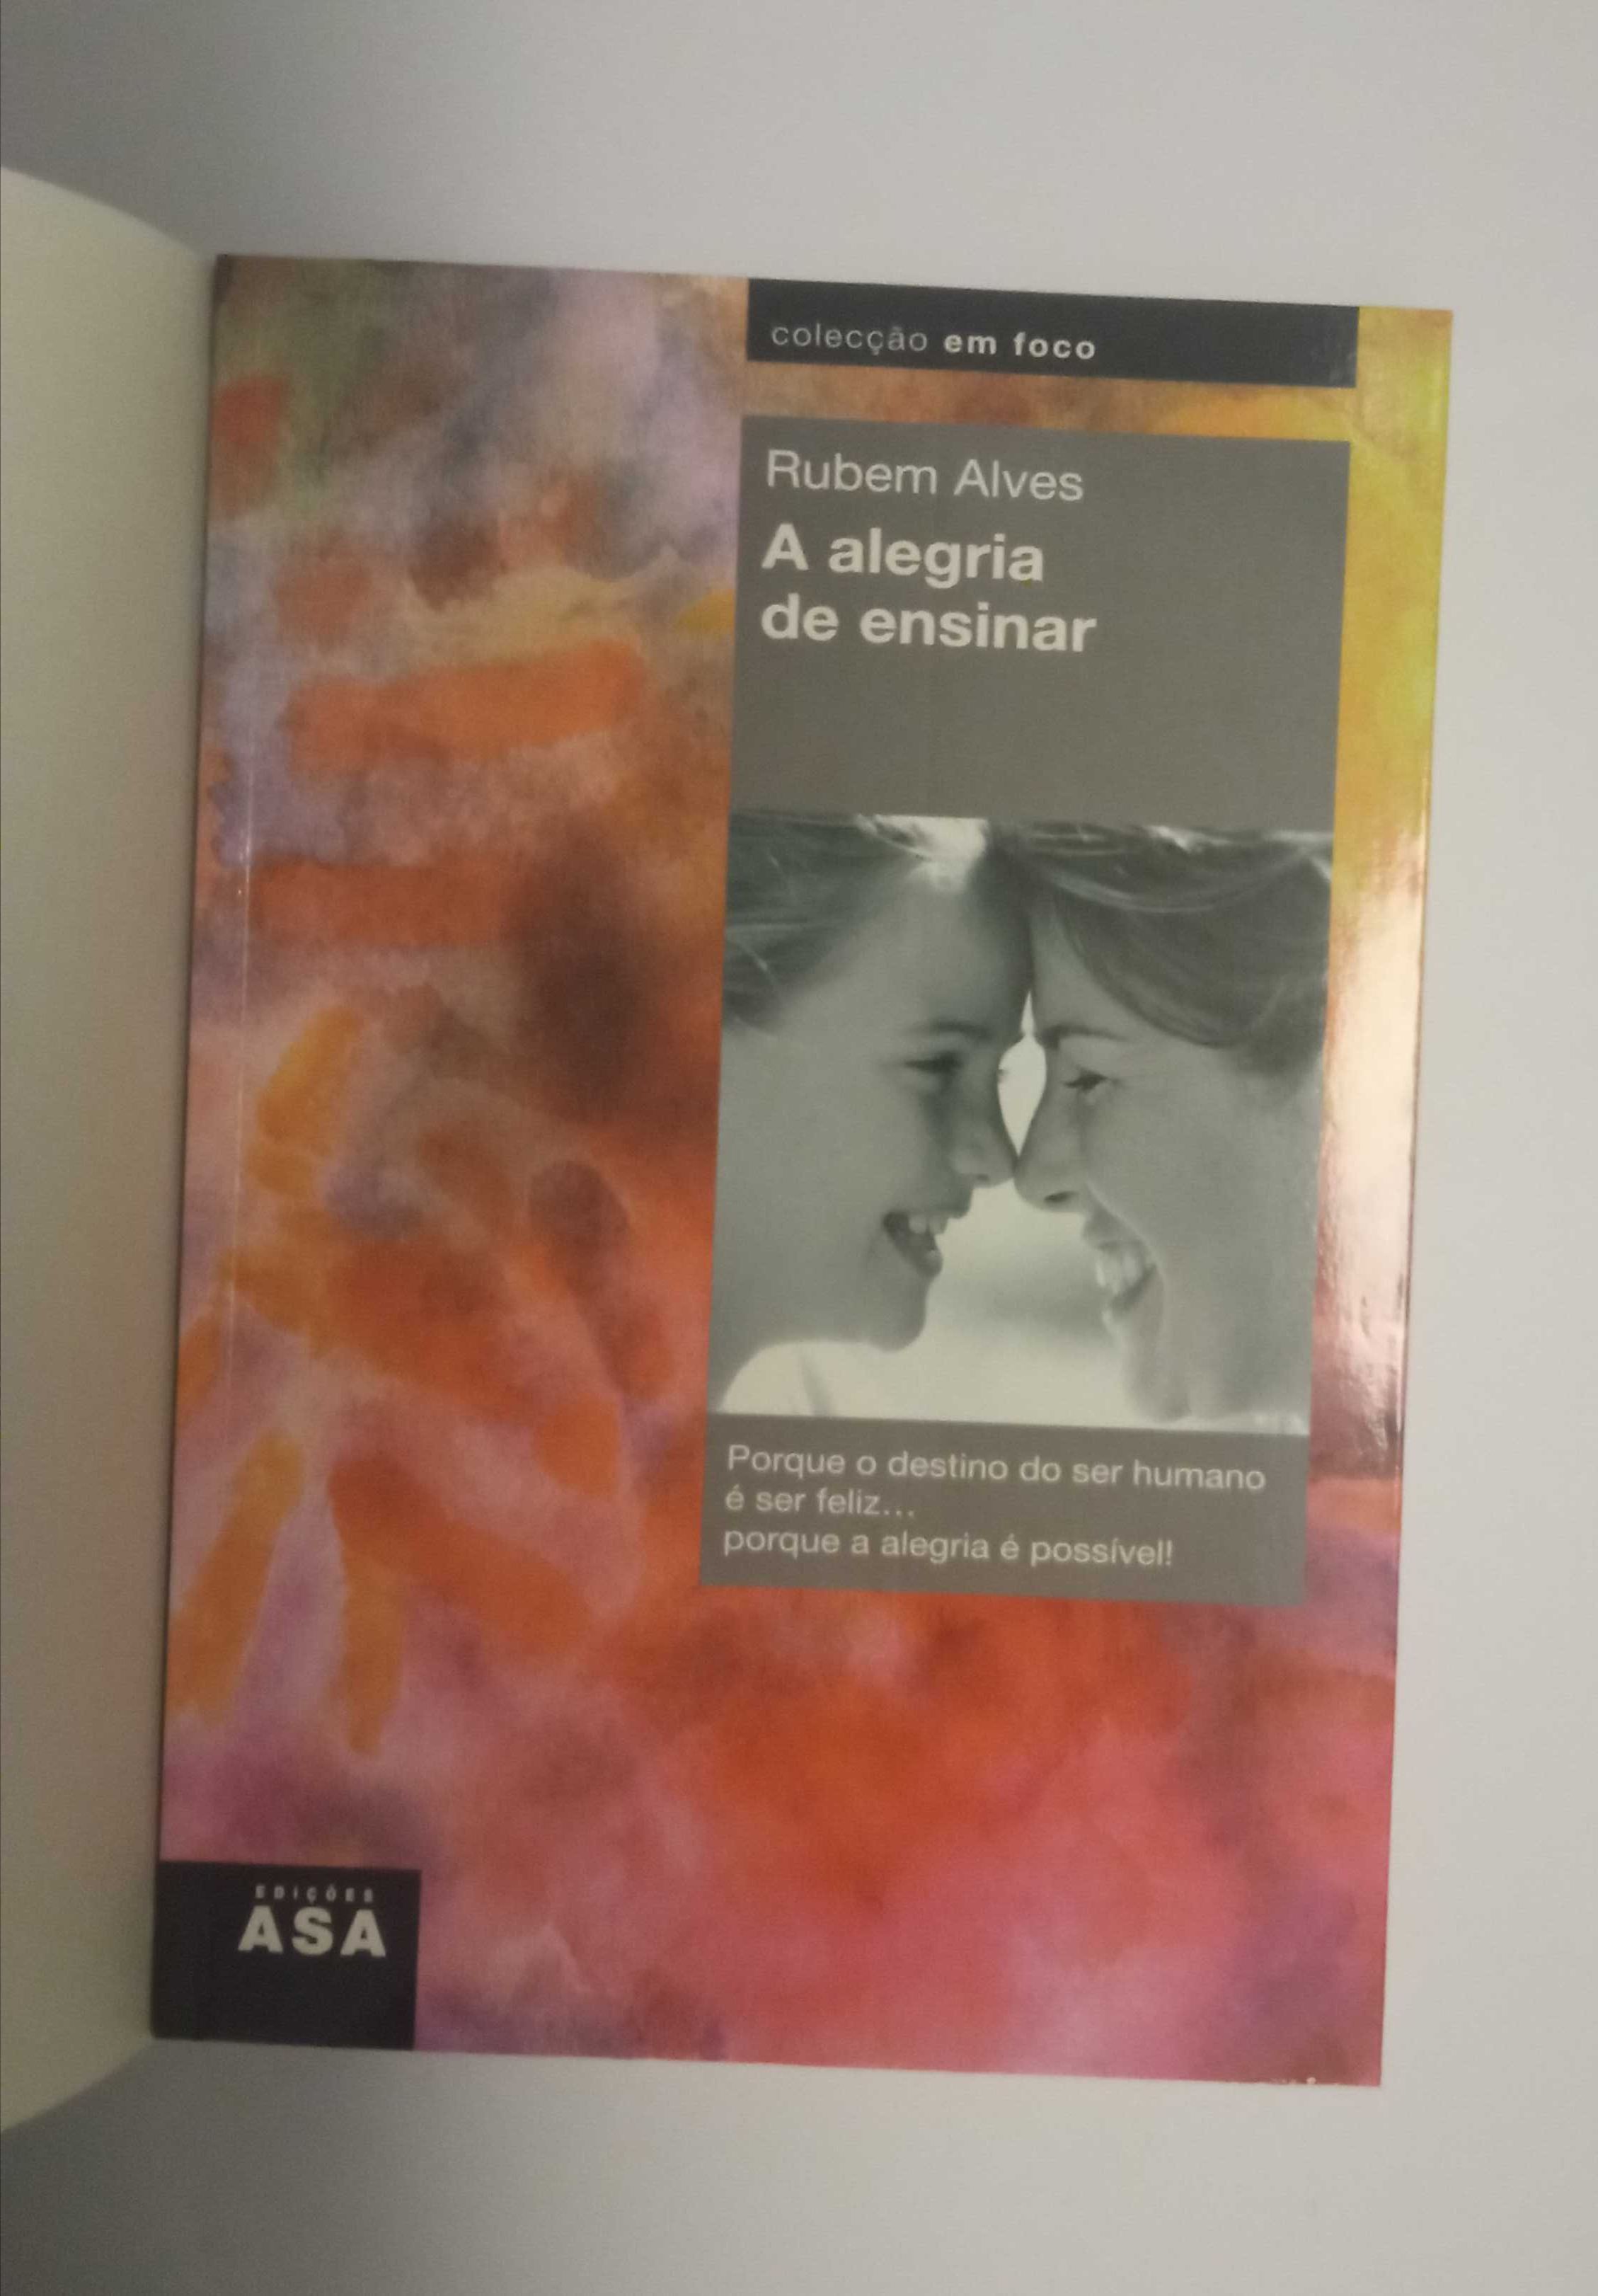 colecção em foco
Rubem Alves
A alegria
de ensinar
Porque o destino do ser humano
é ser feliz...
porque a alegria é possível!
EDIÇÕES
ASA